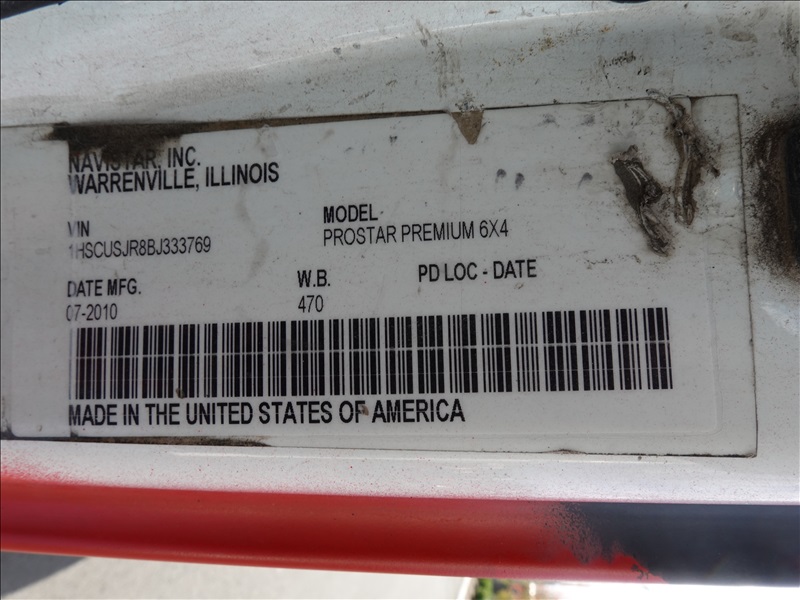 NAVISTAR, INC.
WARRENVILLE, ILLINOIS
VIN
1HSCUSJR8BJ333769
MODEL
PROSTAR PREMIUM 6X4
DATE MFG.
07-2010
W.B.
470
PD LOC - DATE
MADE IN THE UNITED STATES OF AMERICA